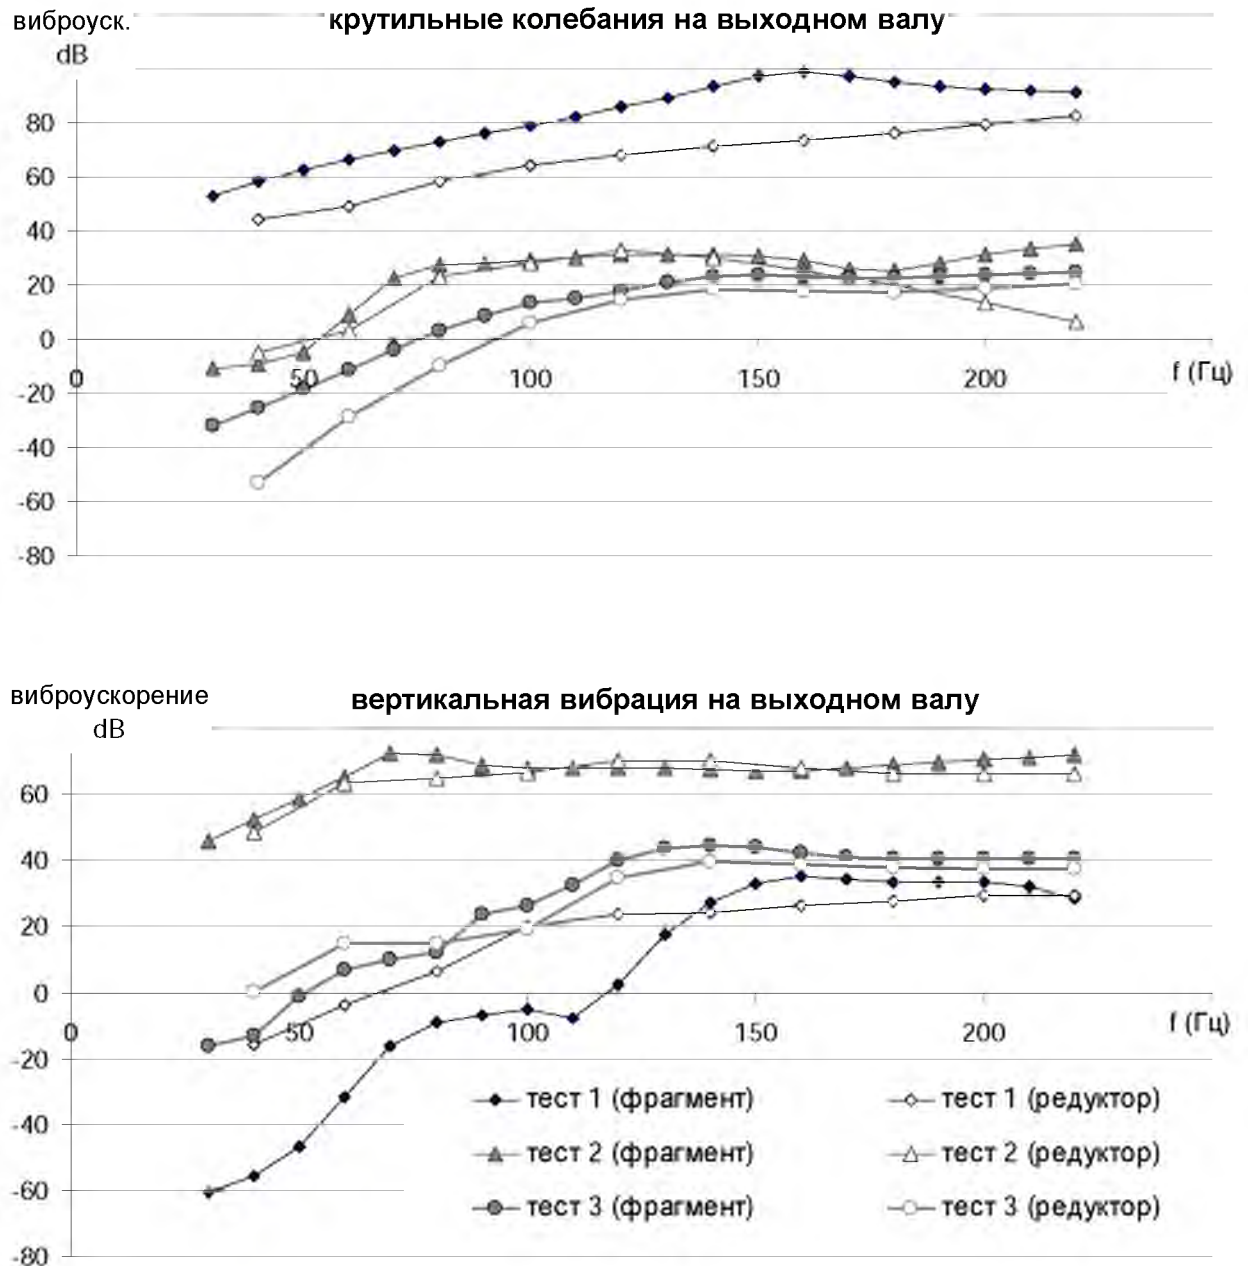 виброуск.
dB
крутильные колебания на выходном валу
80
60
40
20
0
-20
-40
-60
-80
0
50
100
150
200
f (Гц)
виброускорение
dB
вертикальная вибрация на выходном валу
60
40
20
0
-20
-40
-60
-80
0
50
100
150
200
f (Гц)
тест 1 (фрагмент)
тест 1 (редуктор)
тест 2 (фрагмент)
тест 2 (редуктор)
тест 3 (фрагмент)
тест 3 (редуктор)